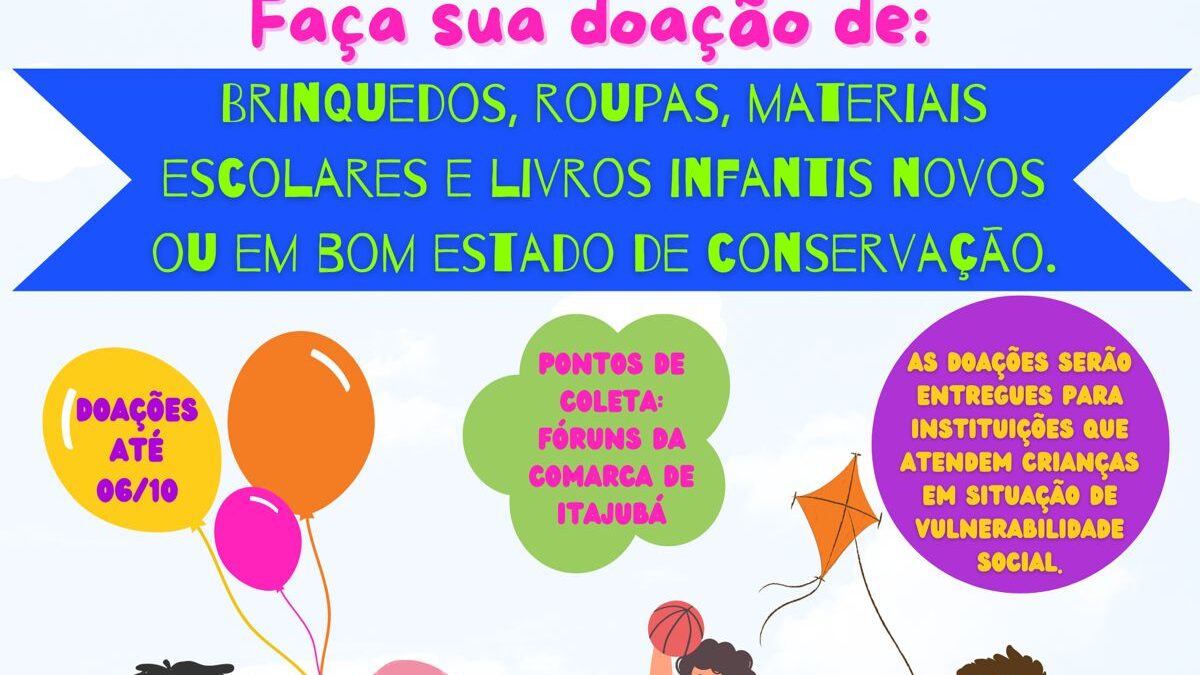 Faça sua doação de:
BRINQUEDOS, ROUPAS, MATERIAIS
ESCOLARES E LIVROS INFANTIS NOVOS
OU EM BOM ESTADO DE CONSERVAÇÃO.
DOAÇÕES
ATÉ
06/10
PONTOS DE
COLETA:
FÓRUNS DA
COMARCA DE
ITAJUBÁ
AS DOAÇÕES SERÃO
ENTREGUES PARA
INSTITUIÇÕES QUE
ATENDEM CRIANÇAS
EM SITUAÇÃO DE
VULNERABILIDADE
SOCIAL.